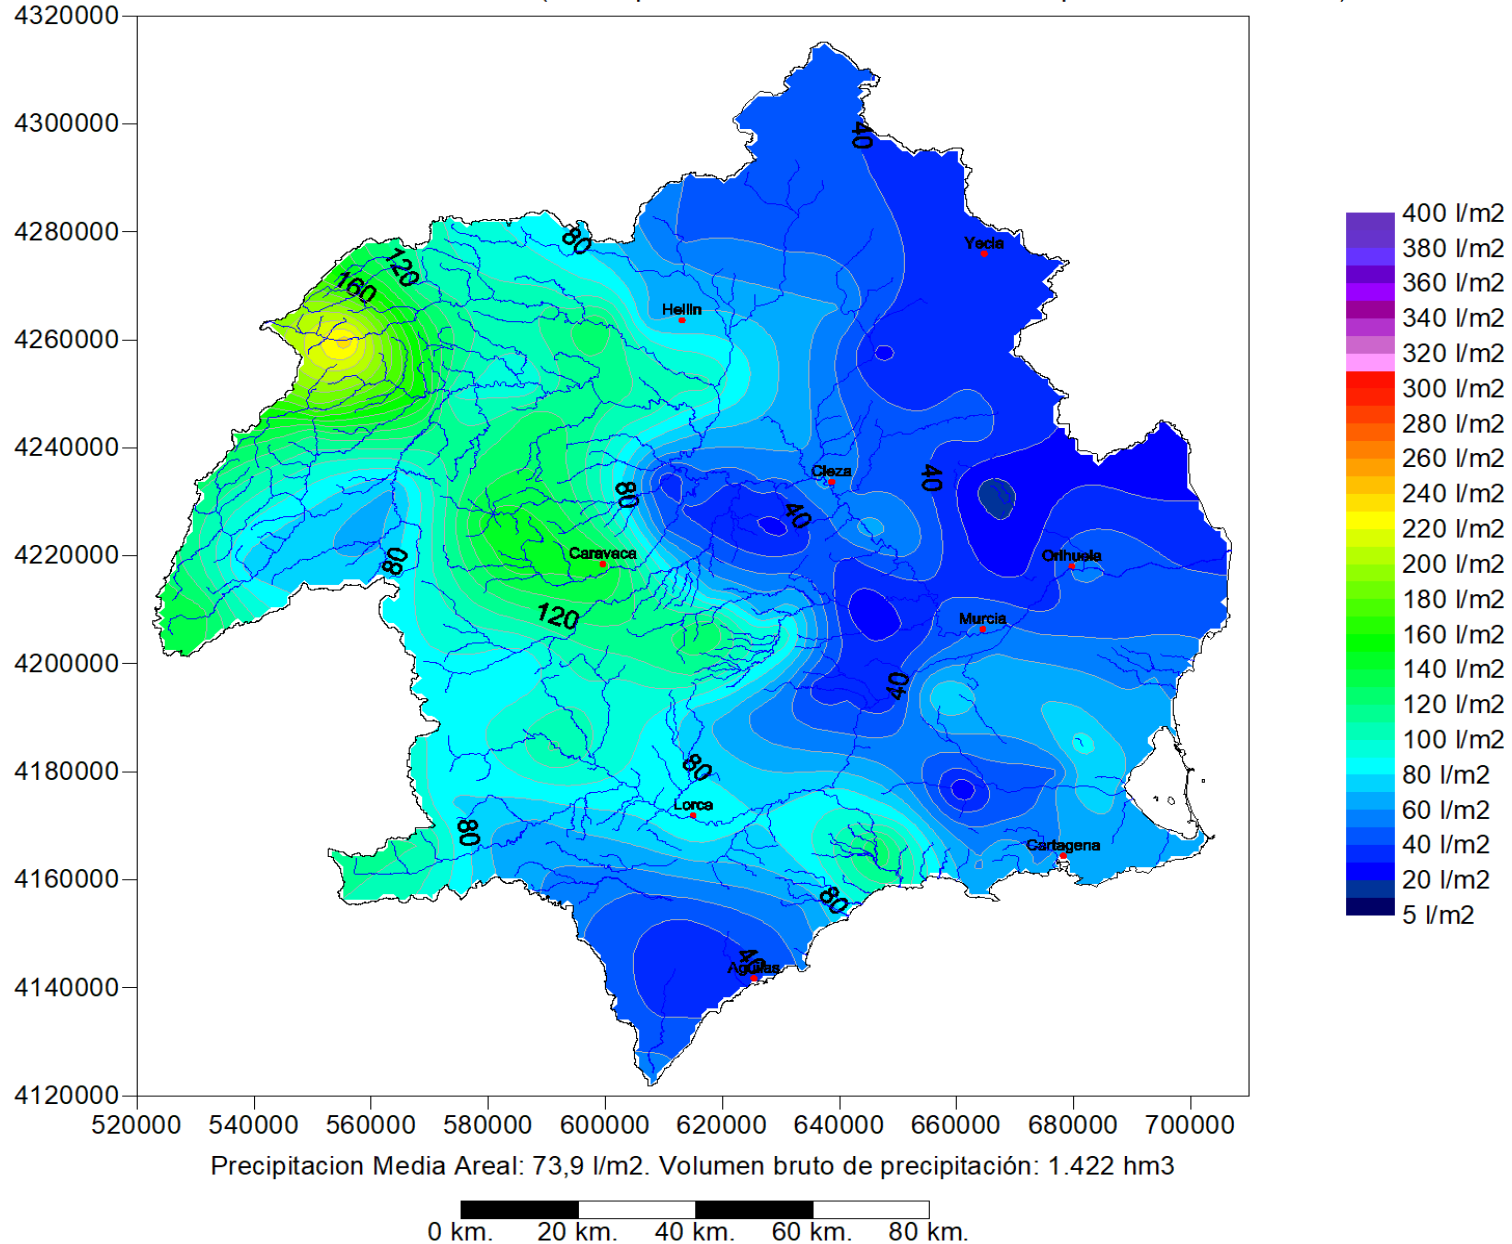 4320000
4300000
4280000
4260000
4240000
4220000
4200000
4180000
4160000
4140000
4120000
520000 540000 560000 580000 600000 620000 640000 660000 680000 700000
40
80
120
160
Yecla
Hellin
Cieza
40
80
40
80
Caravaca
Orihuela
120
Murcia
40
80
Lorca
80
Cartagena
80
40
Aguilas
400 l/m2
380 l/m2
360 l/m2
340 l/m2
320 l/m2
300 l/m2
280 l/m2
260 l/m2
240 l/m2
220 l/m2
200 l/m2
180 l/m2
160 l/m2
140 l/m2
120 l/m2
100 l/m2
80 l/m2
60 l/m2
40 l/m2
20 l/m2
5 l/m2
Precipitacion Media Areal: 73,9 l/m2. Volumen bruto de precipitación: 1.422 hm3
0 km. 20 km. 40 km. 60 km. 80 km.